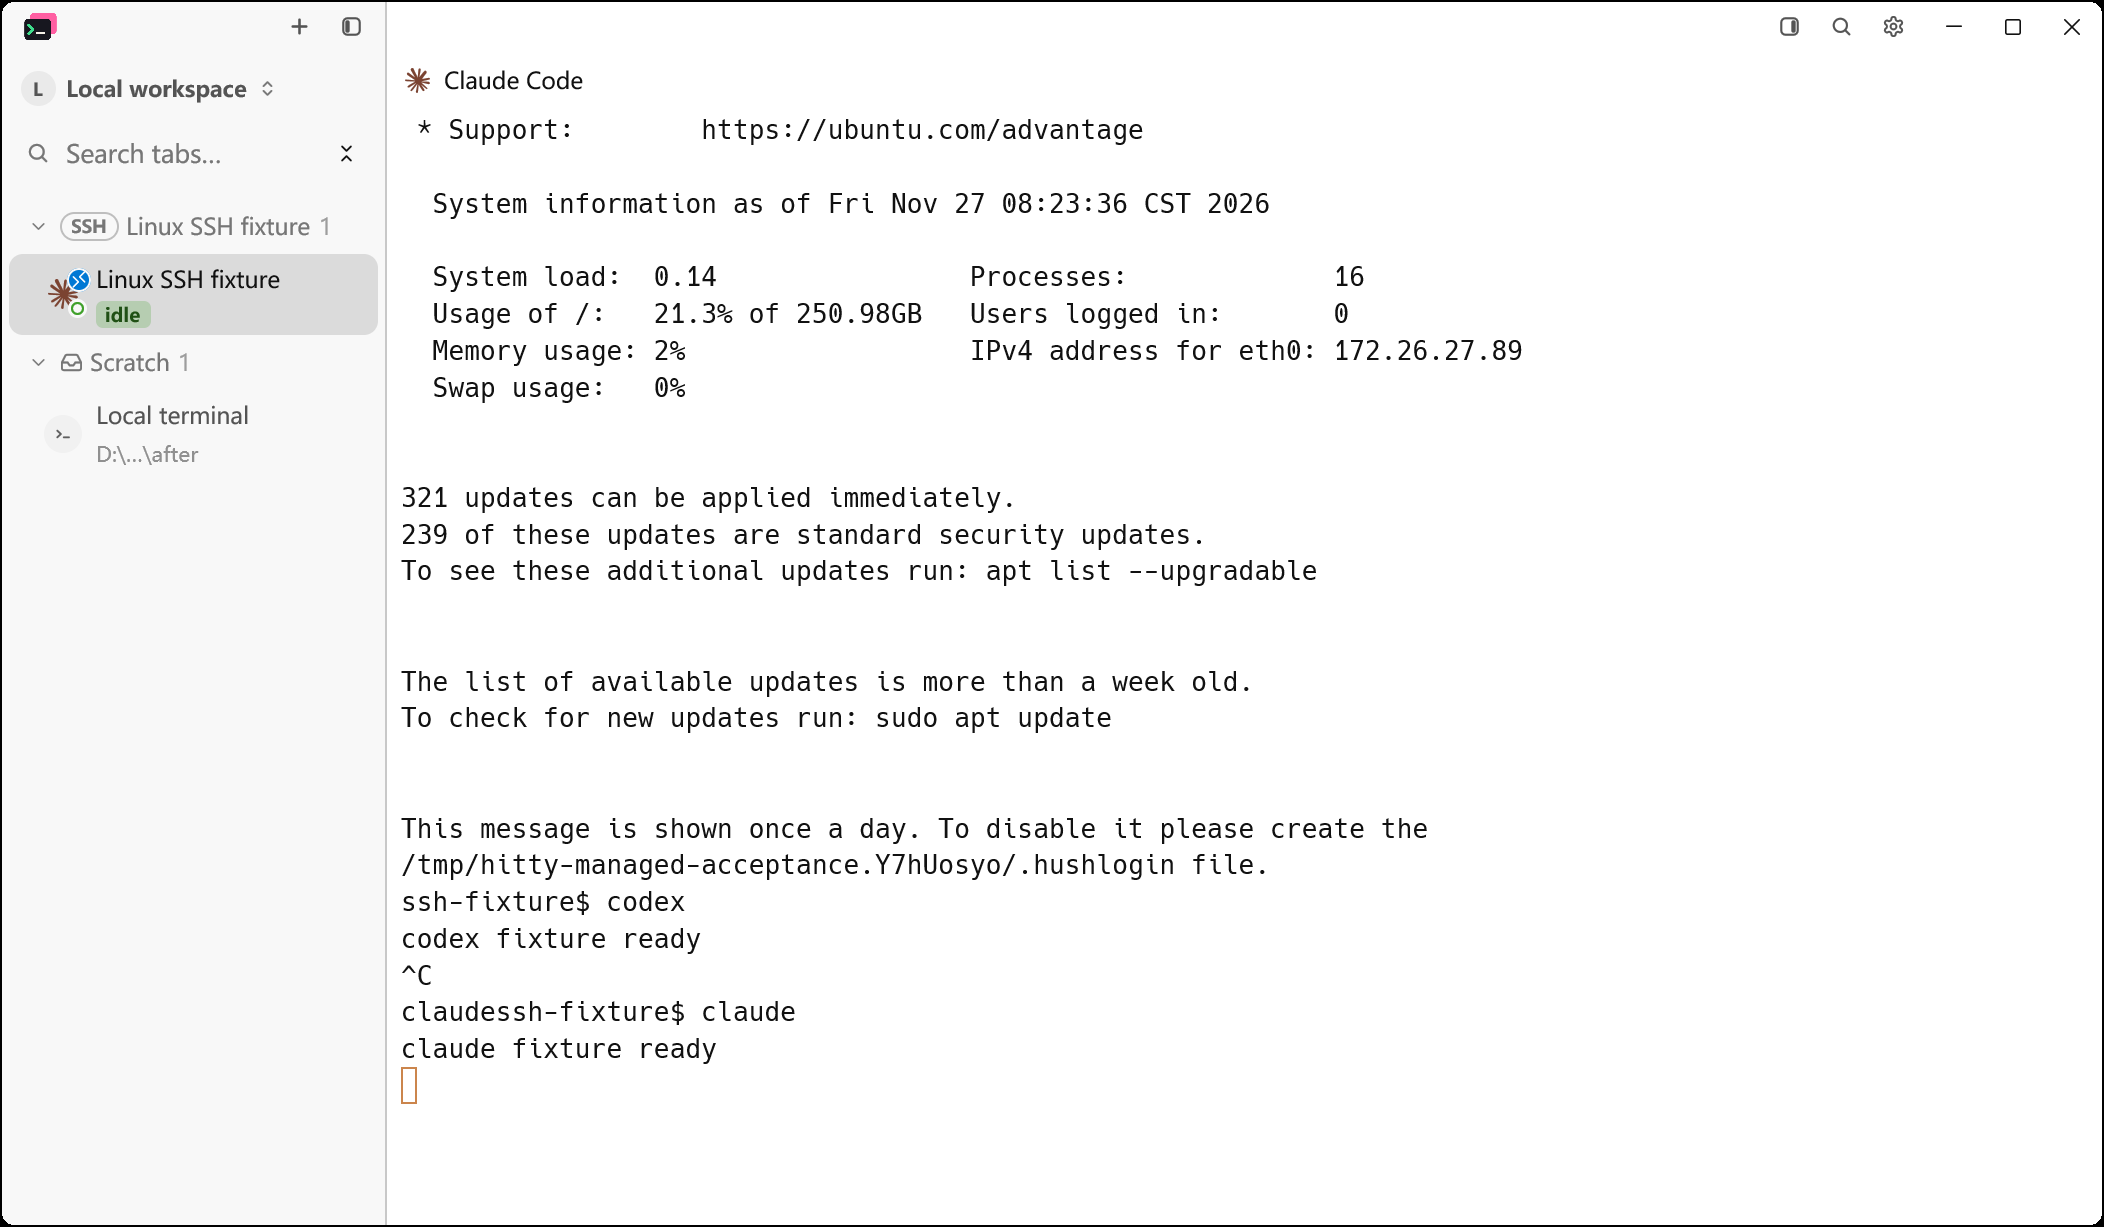 L Local workspace
Search tabs...
SSH Linux SSH fixture 1
Linux SSH fixture
idle
Scratch 1
Local terminal
D:\...\after
Claude Code
* Support:        https://ubuntu.com/advantage
System information as of Fri Nov 27 08:23:36 CST 2026
System load:  0.14                Processes:             16
Usage of /:   21.3% of 250.98GB   Users logged in:       0
Memory usage: 2%                  IPv4 address for eth0: 172.26.27.89
Swap usage:   0%
321 updates can be applied immediately.
239 of these updates are standard security updates.
To see these additional updates run: apt list --upgradable
The list of available updates is more than a week old.
To check for new updates run: sudo apt update
This message is shown once a day. To disable it please create the
/tmp/hitty-managed-acceptance.Y7hUosyo/.hushlogin file.
ssh-fixture$ codex
codex fixture ready
^C
claudessh-fixture$ claude
claude fixture ready